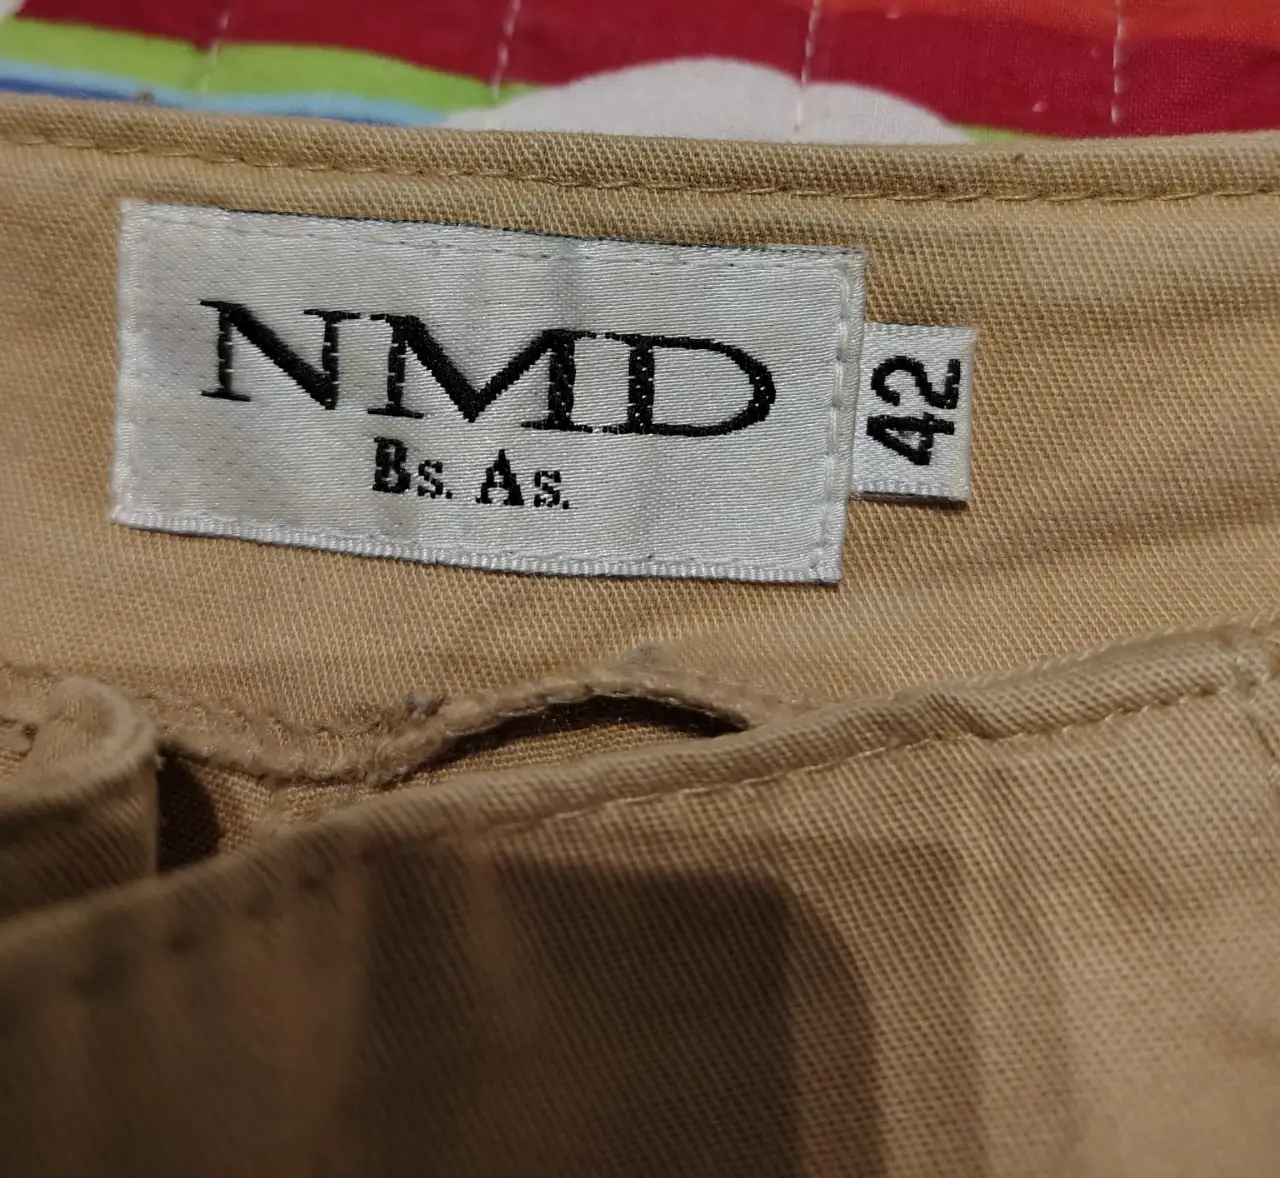 NMD
Bs. As.
42